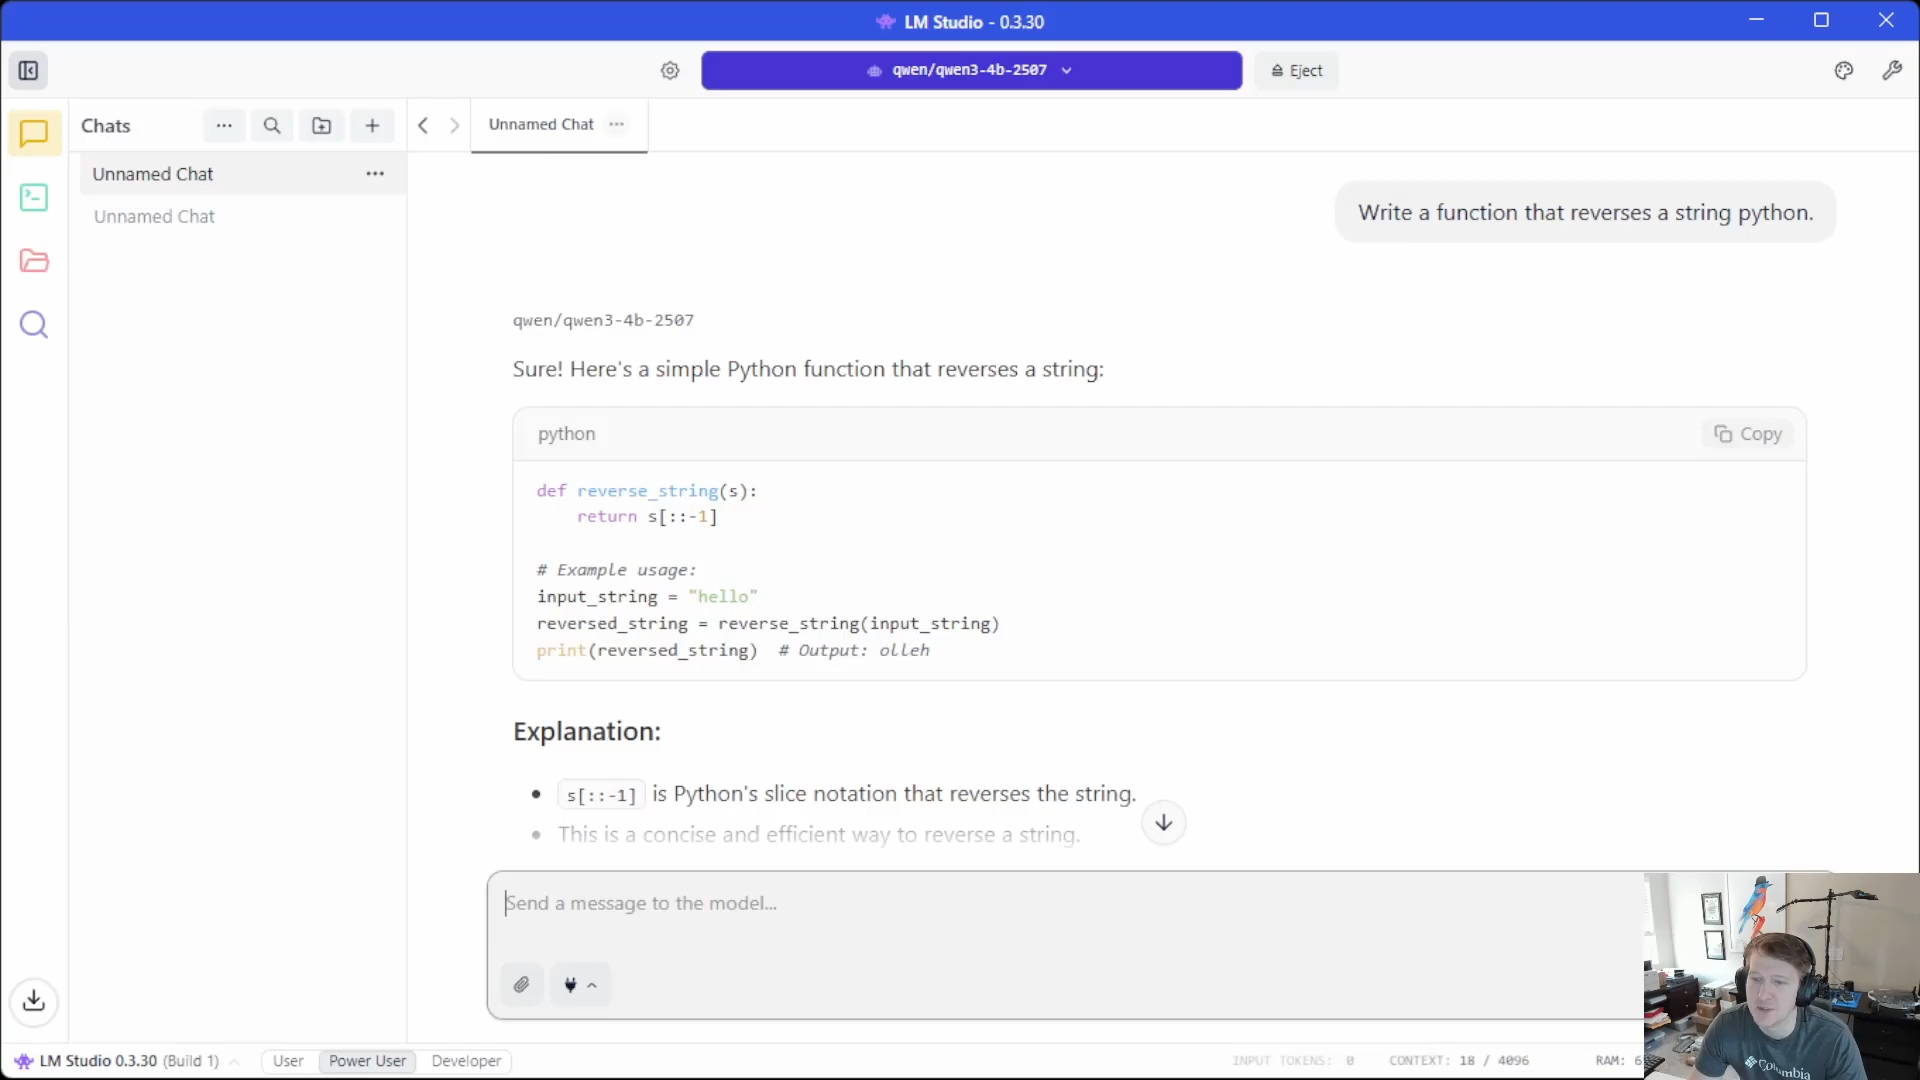 LM Studio - 0.3.30
qwen/qwen3-4b-2507
Eject
Chats
Unnamed Chat
Unnamed Chat
Unnamed Chat
Write a function that reverses a string python.
qwen/qwen3-4b-2507
Sure! Here's a simple Python function that reverses a string:
python
Copy
def reverse_string(s):
    return s[::-1]
# Example usage:
input_string = "hello"
reversed_string = reverse_string(input_string)
print(reversed_string)  # Output: olleh
Explanation:
s[::-1] is Python's slice notation that reverses the string.
This is a concise and efficient way to reverse a string.
Send a message to the model...
LM Studio 0.3.30 (Build 1)
User
Power User
Developer
INPUT TOKENS: 0
CONTEXT: 18 / 4096
RAM: 6
Columbia